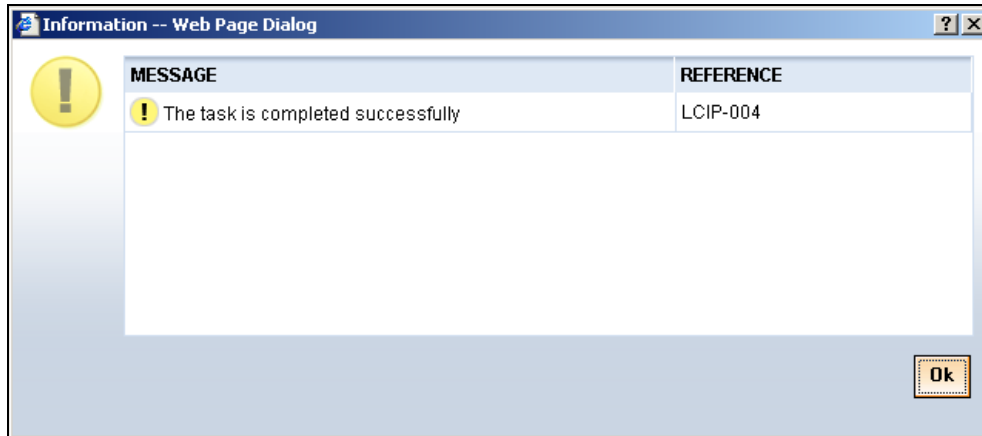 Information -- Web Page Dialog
MESSAGE REFERENCE
The task is completed successfully LCIP-004
Ok